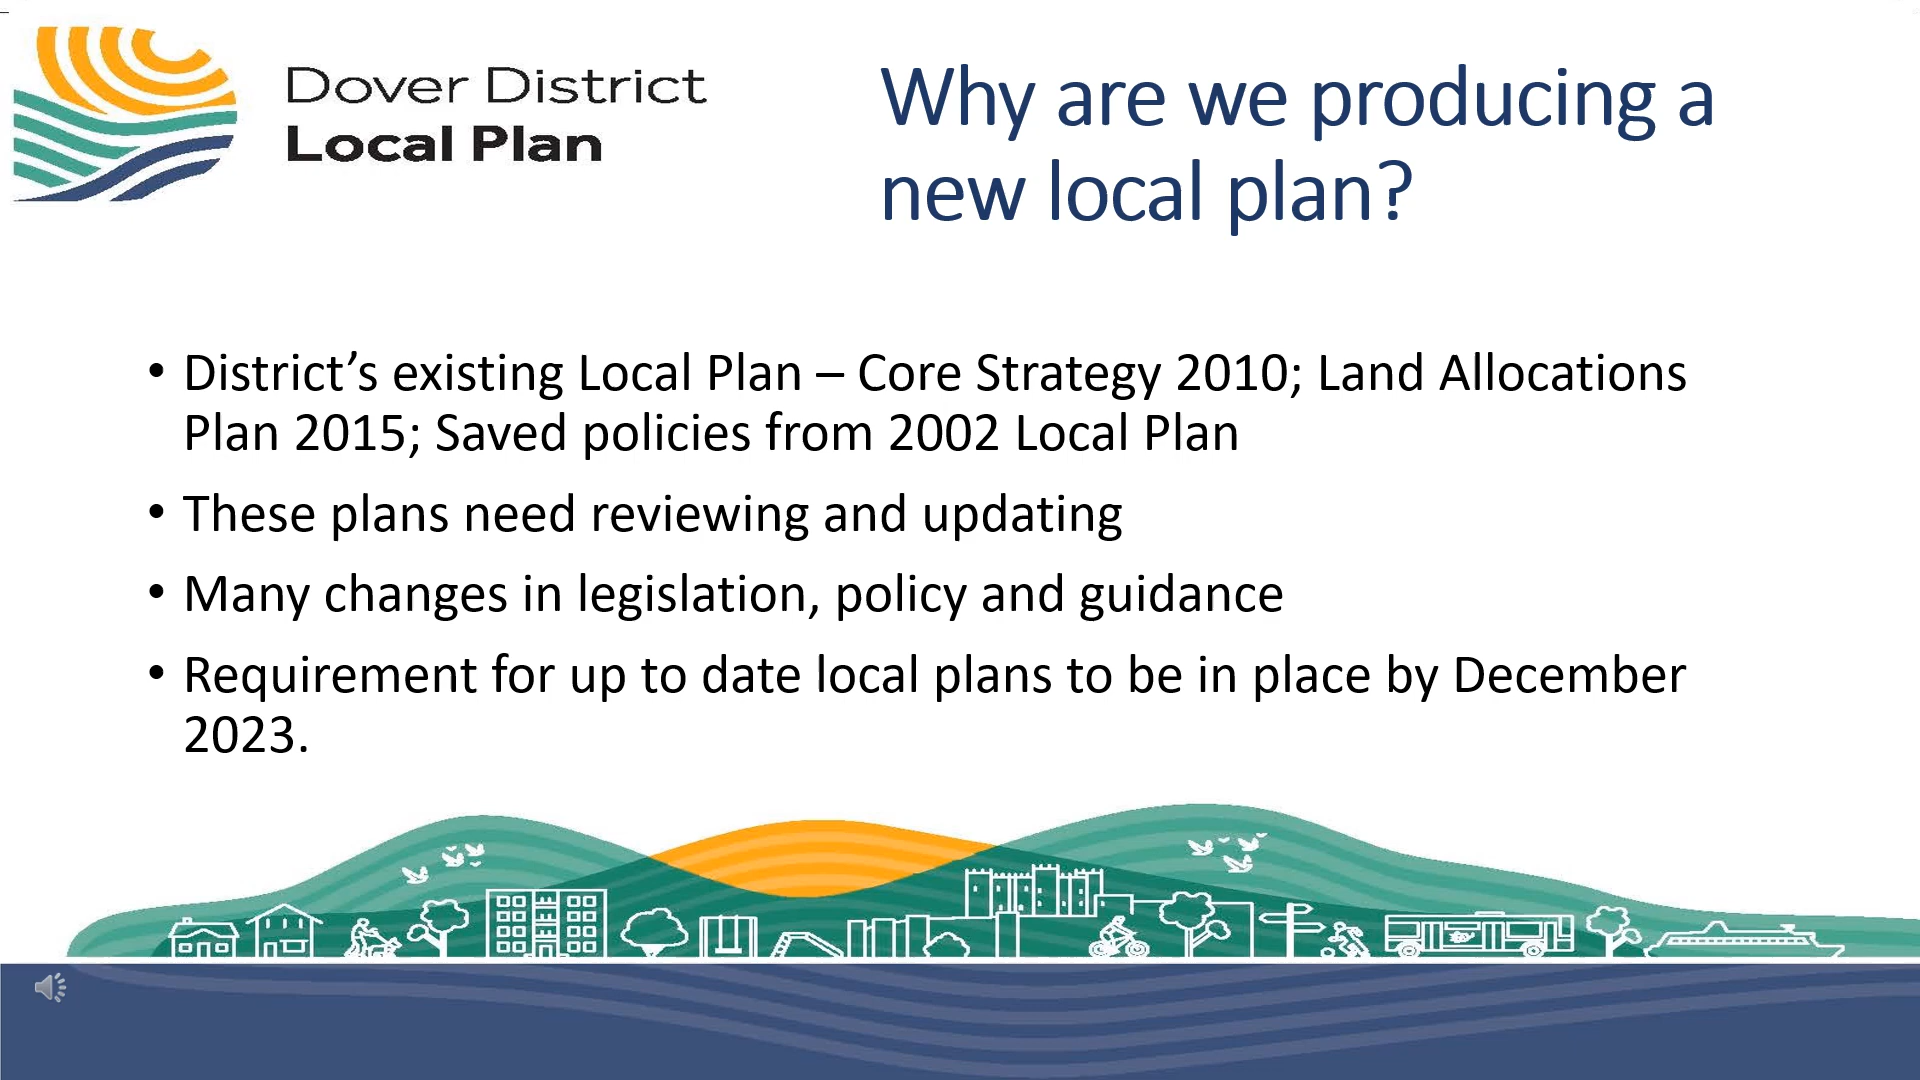 Dover District
Local Plan
Why are we producing a
new local plan?
• District’s existing Local Plan – Core Strategy 2010; Land Allocations
Plan 2015; Saved policies from 2002 Local Plan
• These plans need reviewing and updating
• Many changes in legislation, policy and guidance
• Requirement for up to date local plans to be in place by December
2023.